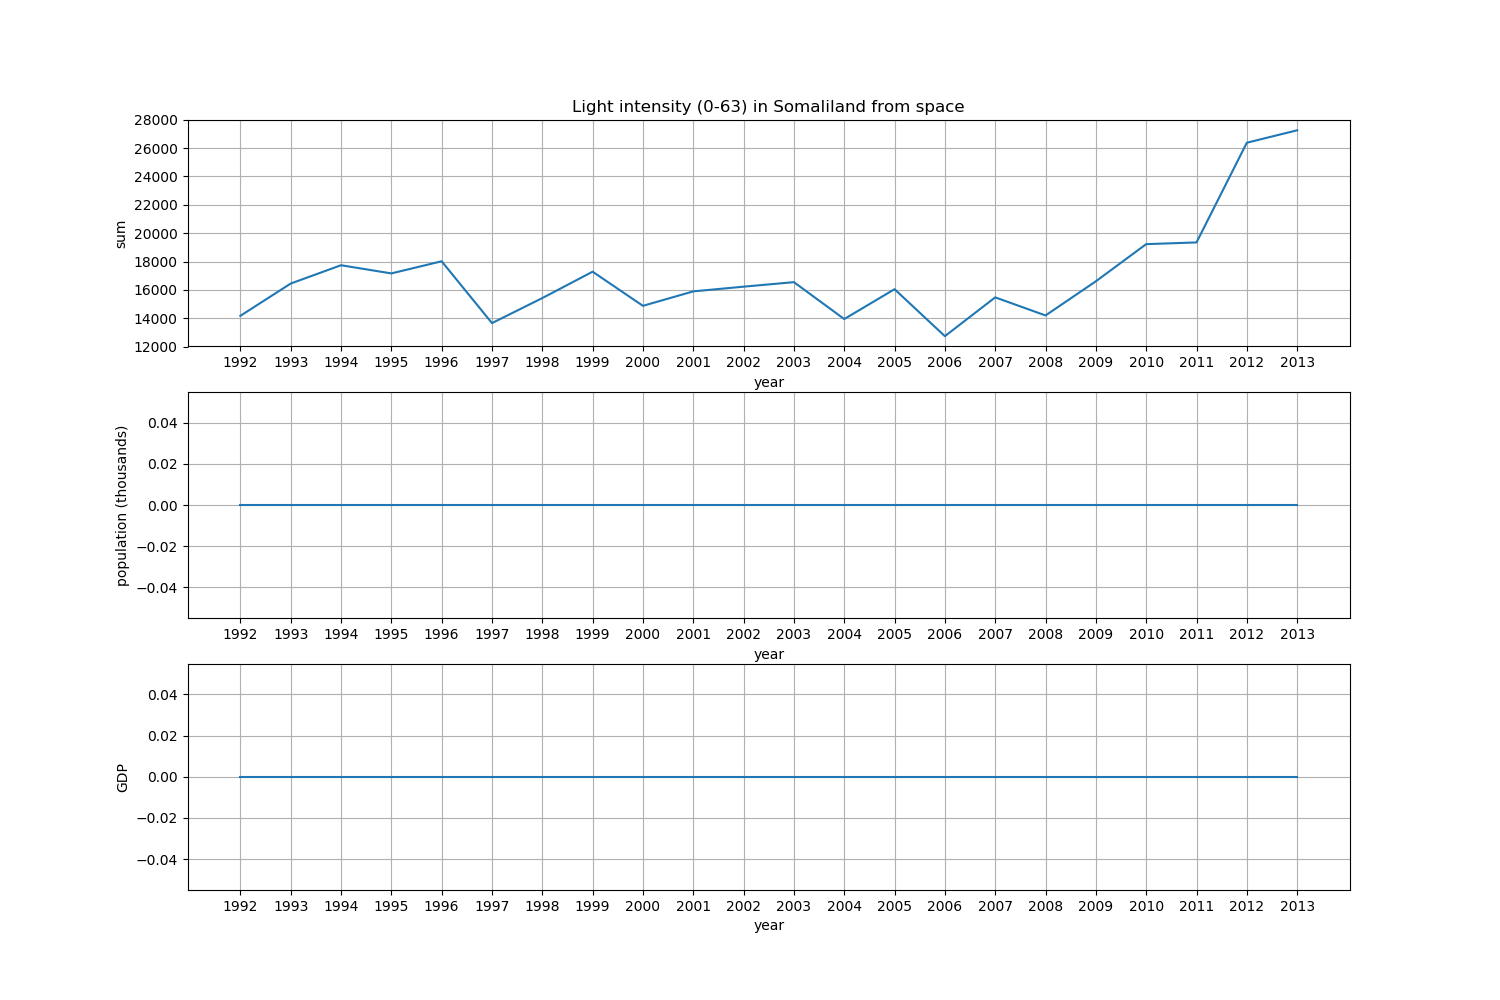 Light intensity (0-63) in Somaliland from space
28000
26000
24000
22000
20000
18000
16000
14000
12000
sum
1992 1993 1994 1995 1996 1997 1998 1999 2000 2001 2002 2003 2004 2005 2006 2007 2008 2009 2010 2011 2012 2013
year
0.04
0.02
0.00
−0.02
−0.04
population (thousands)
1992 1993 1994 1995 1996 1997 1998 1999 2000 2001 2002 2003 2004 2005 2006 2007 2008 2009 2010 2011 2012 2013
year
0.04
0.02
0.00
−0.02
−0.04
GDP
1992 1993 1994 1995 1996 1997 1998 1999 2000 2001 2002 2003 2004 2005 2006 2007 2008 2009 2010 2011 2012 2013
year